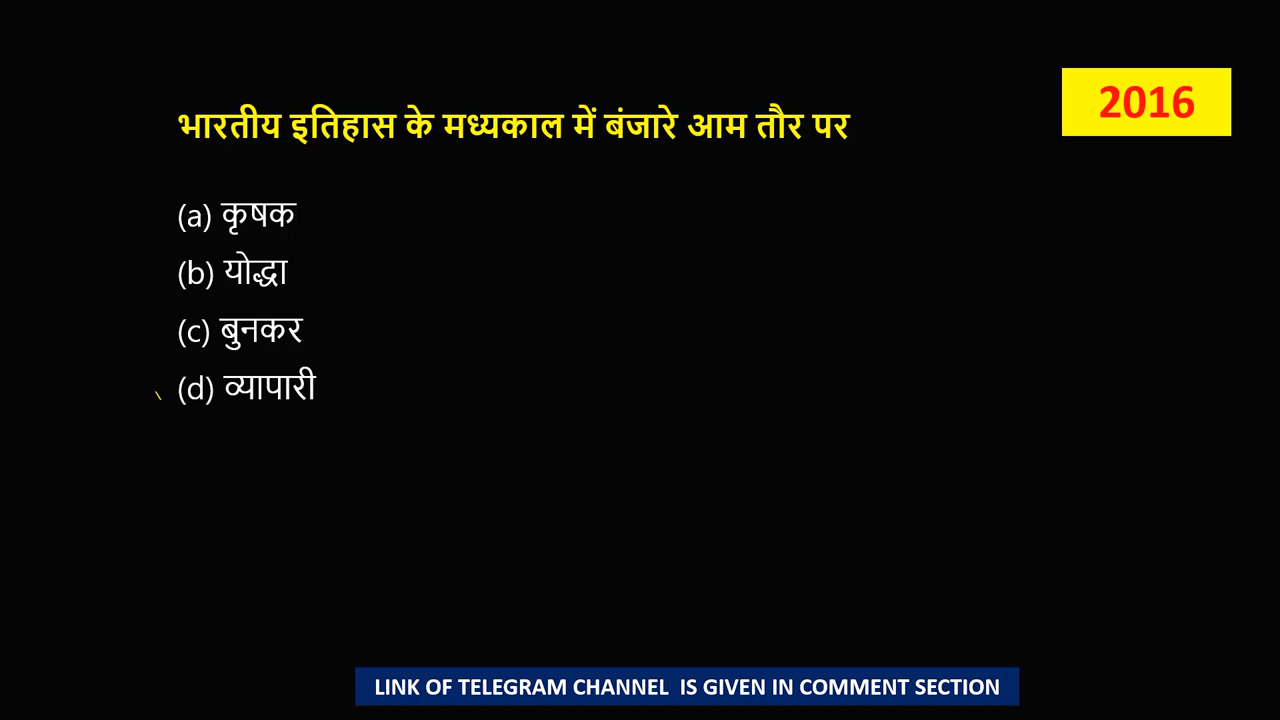 2016
भारतीय इतिहास के मध्यकाल में बंजारे आम तौर पर
(a) कृषक
(b) योद्धा
(c) बुनकर
(d) व्यापारी
LINK OF TELEGRAM CHANNEL IS GIVEN IN COMMENT SECTION